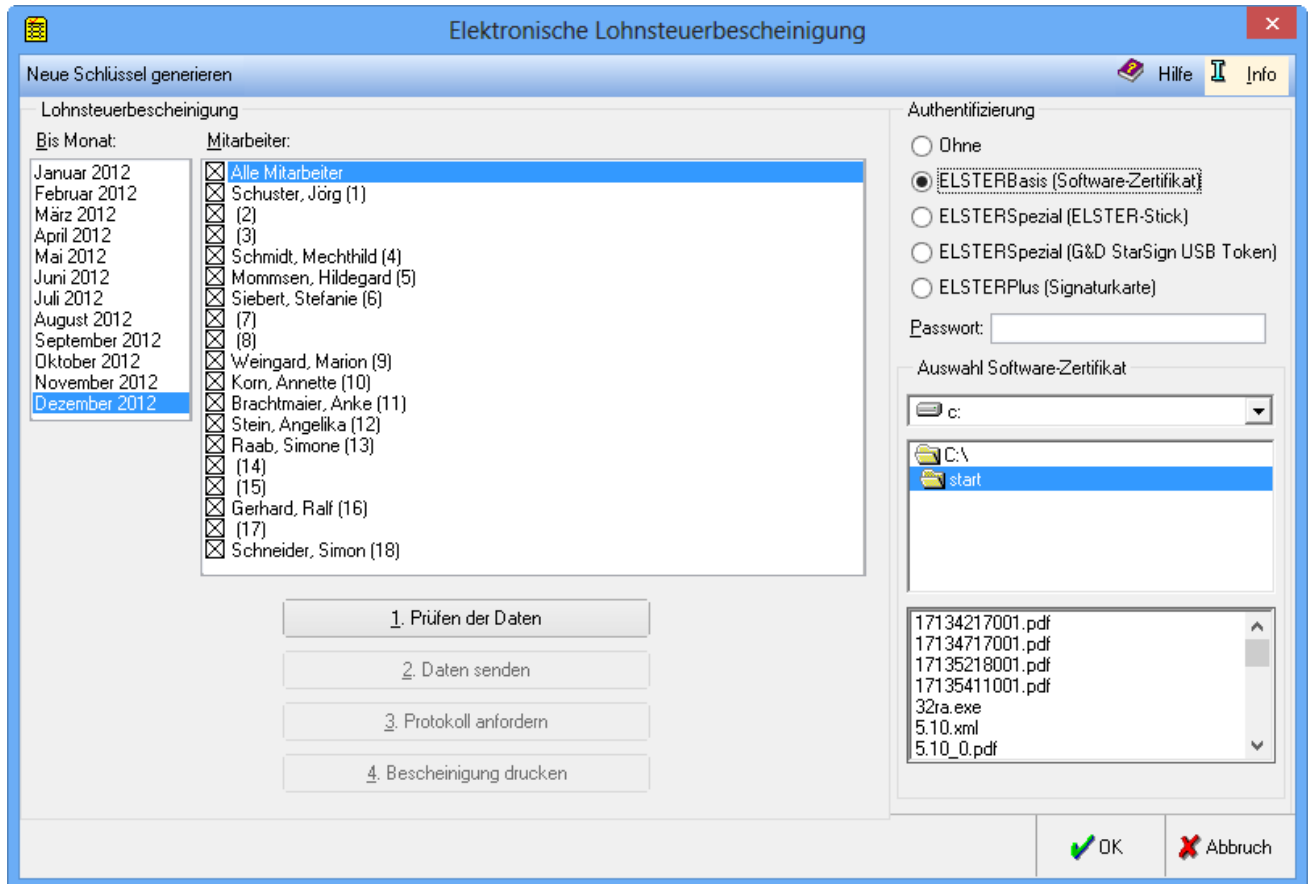 Elektronische Lohnsteuerbescheinigung
Neue Schlüssel generieren
Hilfe
Info
Lohnsteuerbescheinigung
Bis Monat:
Januar 2012
Februar 2012
März 2012
April 2012
Mai 2012
Juni 2012
Juli 2012
August 2012
September 2012
Oktober 2012
November 2012
Dezember 2012
Mitarbeiter:
Alle Mitarbeiter
Schuster, Jörg (1)
(2)
(3)
Schmidt, Mechthild (4)
Mommsen, Hildegard (5)
Siebert, Stefanie (6)
(7)
(8)
Weingard, Marion (9)
Korn, Annette (10)
Brachtmaier, Anke (11)
Stein, Angelika (12)
Raab, Simone (13)
(14)
(15)
Gerhard, Ralf (16)
(17)
Schneider, Simon (18)
1. Prüfen der Daten
2. Daten senden
3. Protokoll anfordern
4. Bescheinigung drucken
Authentifizierung
Ohne
ELSTERBasis (Software-Zertifikat)
ELSTERSpezial (ELSTER-Stick)
ELSTERSpezial (G&D StarSign USB Token)
ELSTERPlus (Signaturkarte)
Passwort:
Auswahl Software-Zertifikat
c:
C:\
start
17134217001.pdf
17134717001.pdf
17135218001.pdf
17135411001.pdf
32ra.exe
5.10.xml
5.10_0.pdf
OK
Abbruch